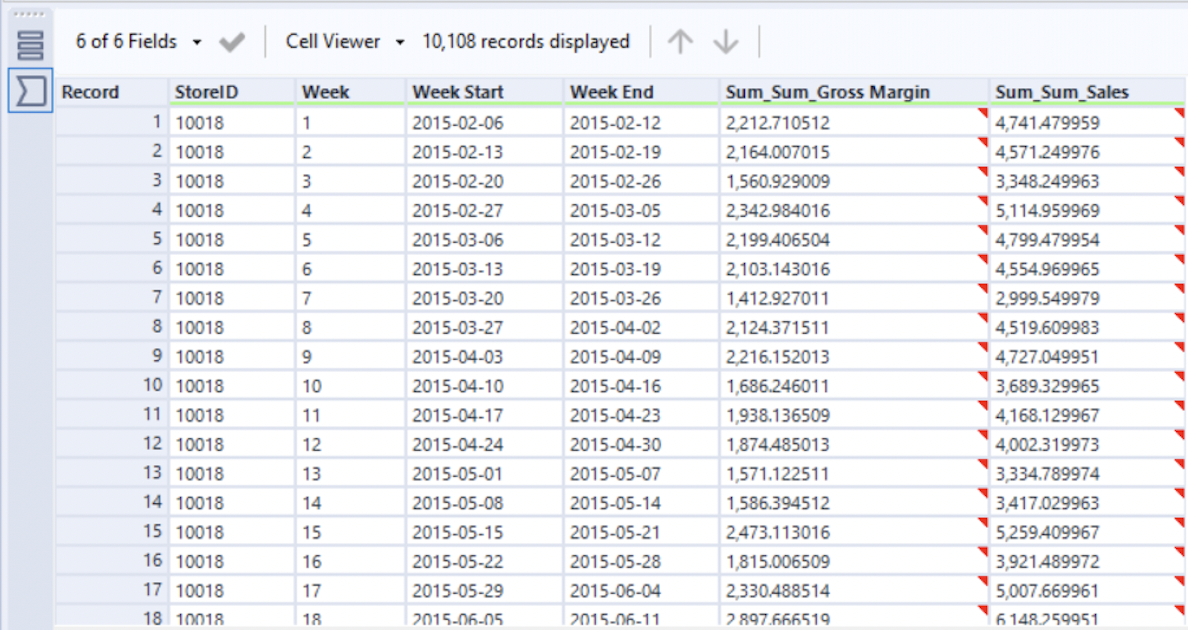 6 of 6 Fields Cell Viewer 10,108 records displayed
Record StoreID Week Week Start Week End Sum_Sum_Gross Margin Sum_Sum_Sales
1 10018 1 2015-02-06 2015-02-12 2,212.710512 4,741.479959
2 10018 2 2015-02-13 2015-02-19 2,164.007015 4,571.249976
3 10018 3 2015-02-20 2015-02-26 1,560.929009 3,348.249963
4 10018 4 2015-02-27 2015-03-05 2,342.984016 5,114.959969
5 10018 5 2015-03-06 2015-03-12 2,199.406504 4,799.479954
6 10018 6 2015-03-13 2015-03-19 2,103.143016 4,554.969965
7 10018 7 2015-03-20 2015-03-26 1,412.927011 2,999.549979
8 10018 8 2015-03-27 2015-04-02 2,124.371511 4,519.609983
9 10018 9 2015-04-03 2015-04-09 2,216.152013 4,727.049951
10 10018 10 2015-04-10 2015-04-16 1,686.246011 3,689.329965
11 10018 11 2015-04-17 2015-04-23 1,938.136509 4,168.129967
12 10018 12 2015-04-24 2015-04-30 1,874.485013 4,002.319973
13 10018 13 2015-05-01 2015-05-07 1,571.122511 3,334.789974
14 10018 14 2015-05-08 2015-05-14 1,586.394512 3,417.029963
15 10018 15 2015-05-15 2015-05-21 2,473.113016 5,259.409967
16 10018 16 2015-05-22 2015-05-28 1,815.006509 3,921.489972
17 10018 17 2015-05-29 2015-06-04 2,330.488514 5,007.669961
18 10018 18 2015-06-05 2015-06-11 2,897.666519 6,148.259951